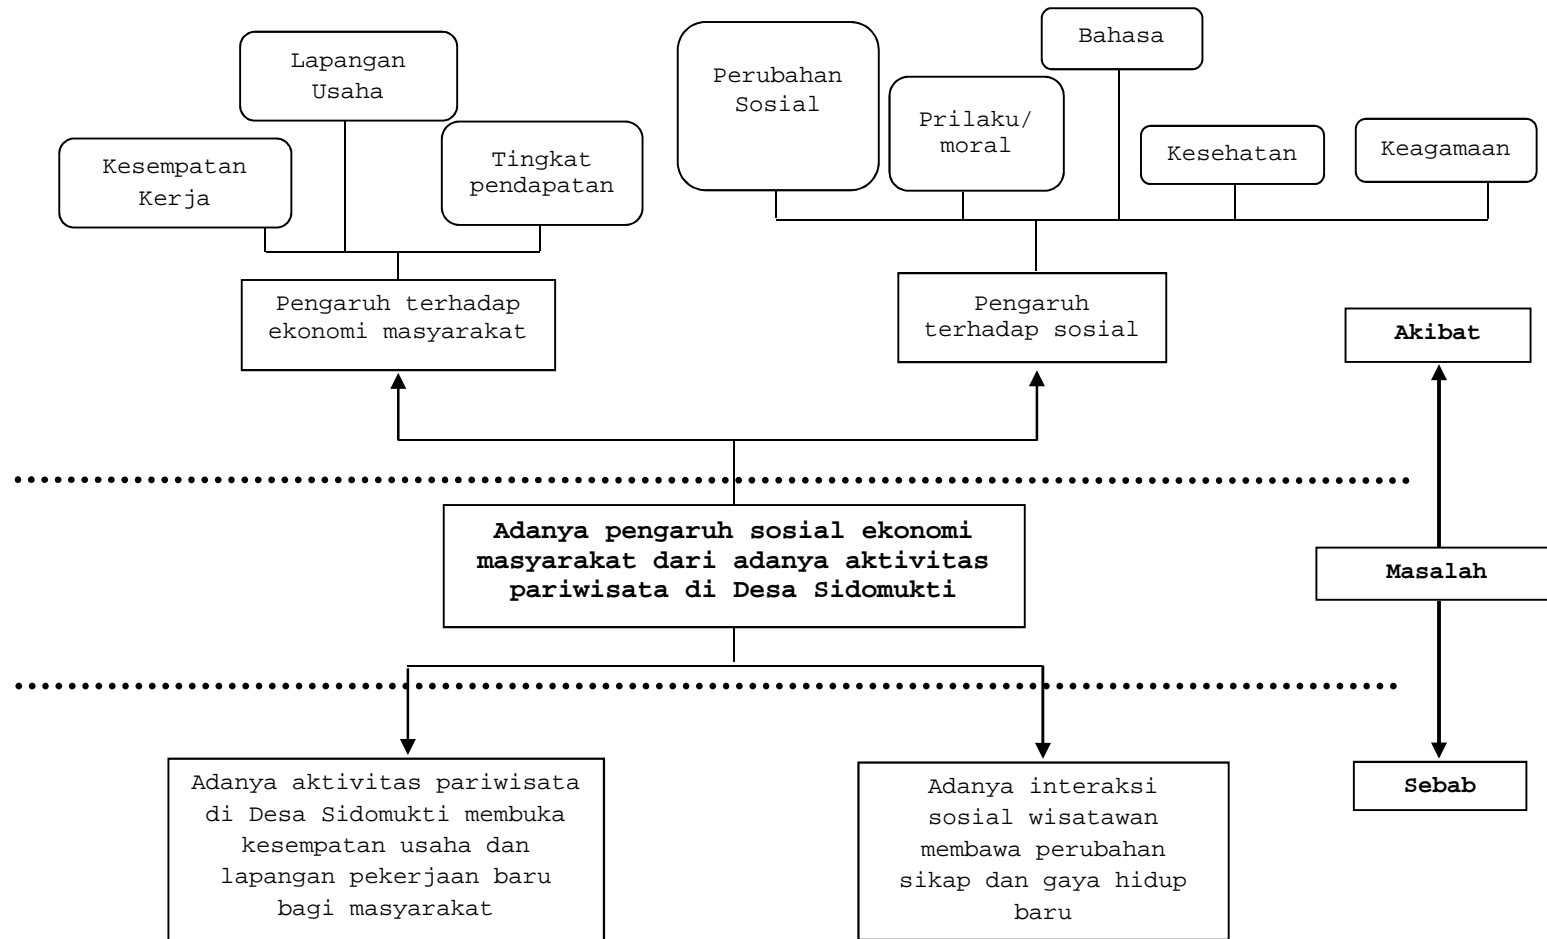 Lapangan
Usaha
Kesempatan
Kerja
Tingkat
pendapatan
Perubahan
Sosial
Prilaku/
moral
Bahasa
Kesehatan
Keagamaan
Pengaruh terhadap
ekonomi masyarakat
Pengaruh
terhadap sosial
Akibat
Adanya pengaruh sosial ekonomi
masyarakat dari adanya aktivitas
pariwisata di Desa Sidomukti
Masalah
Adanya aktivitas pariwisata
di Desa Sidomukti membuka
kesempatan usaha dan
lapangan pekerjaan baru
bagi masyarakat
Adanya interaksi
sosial wisatawan
membawa perubahan
sikap dan gaya hidup
baru
Sebab